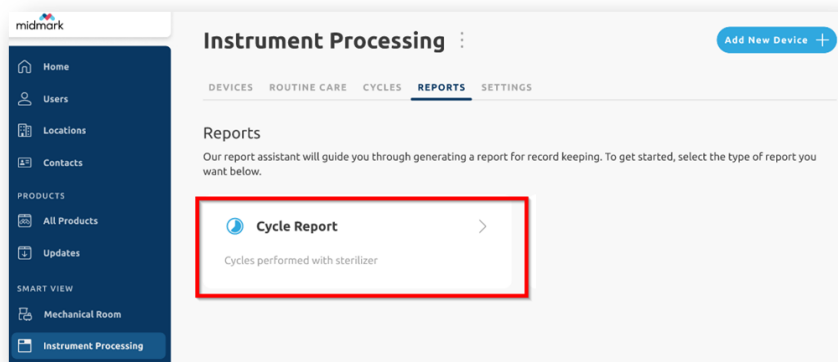 midmark
Home
Users
Locations
Contacts
PRODUCTS
All Products
Updates
SMART VIEW
Mechanical Room
Instrument Processing
Instrument Processing
Add New Device
DEVICES ROUTINE CARE CYCLES REPORTS SETTINGS
Reports
Our report assistant will guide you through generating a report for record keeping. To get started, select the type of report you
want below.
Cycle Report
Cycles performed with sterilizer